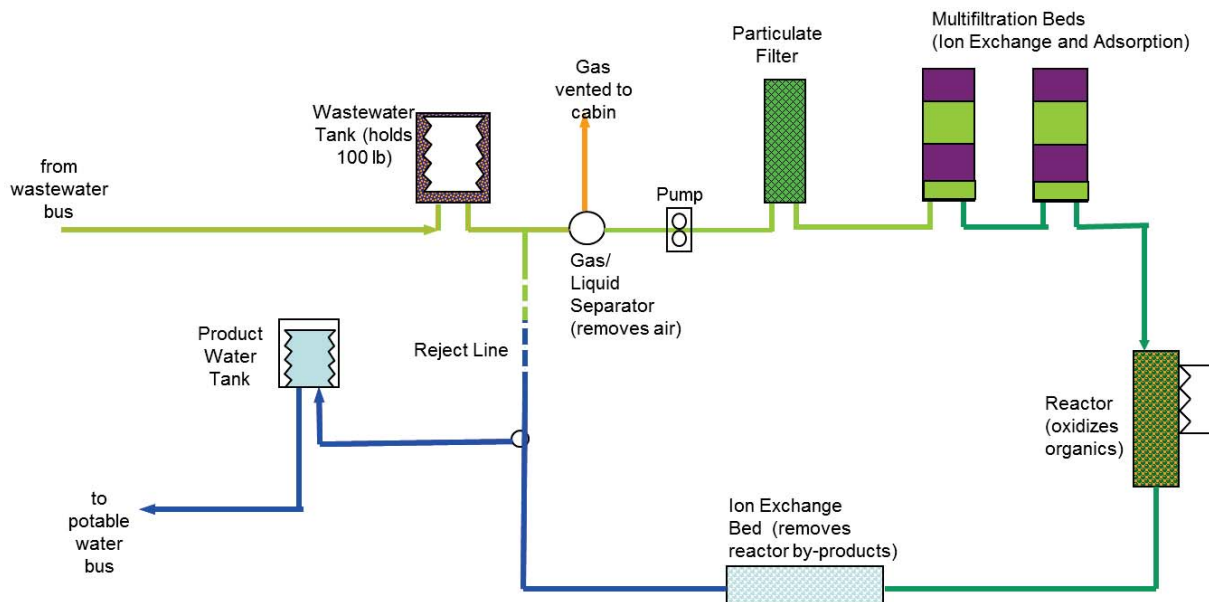 Multifiltration Beds
(Ion Exchange and Adsorption)
Particulate
Filter
Gas
vented to
cabin
Wastewater
Tank (holds
100 lb)
from
wastewater
bus
Pump
Gas/
Liquid
Separator
(removes air)
Product
Water
Tank
Reject Line
Reactor
(oxidizes
organics)
to
potable
water
bus
Ion Exchange
Bed (removes
reactor by-products)